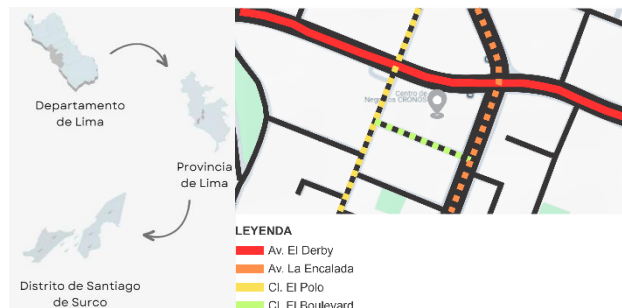 Departamento
de Lima
Provincia
de Lima
Distrito de Santiago
de Surco
Centro de
Negocios CRONOS
LEYENDA
Av. El Derby
Av. La Encalada
Cl. El Polo
Cl. El Boulevard